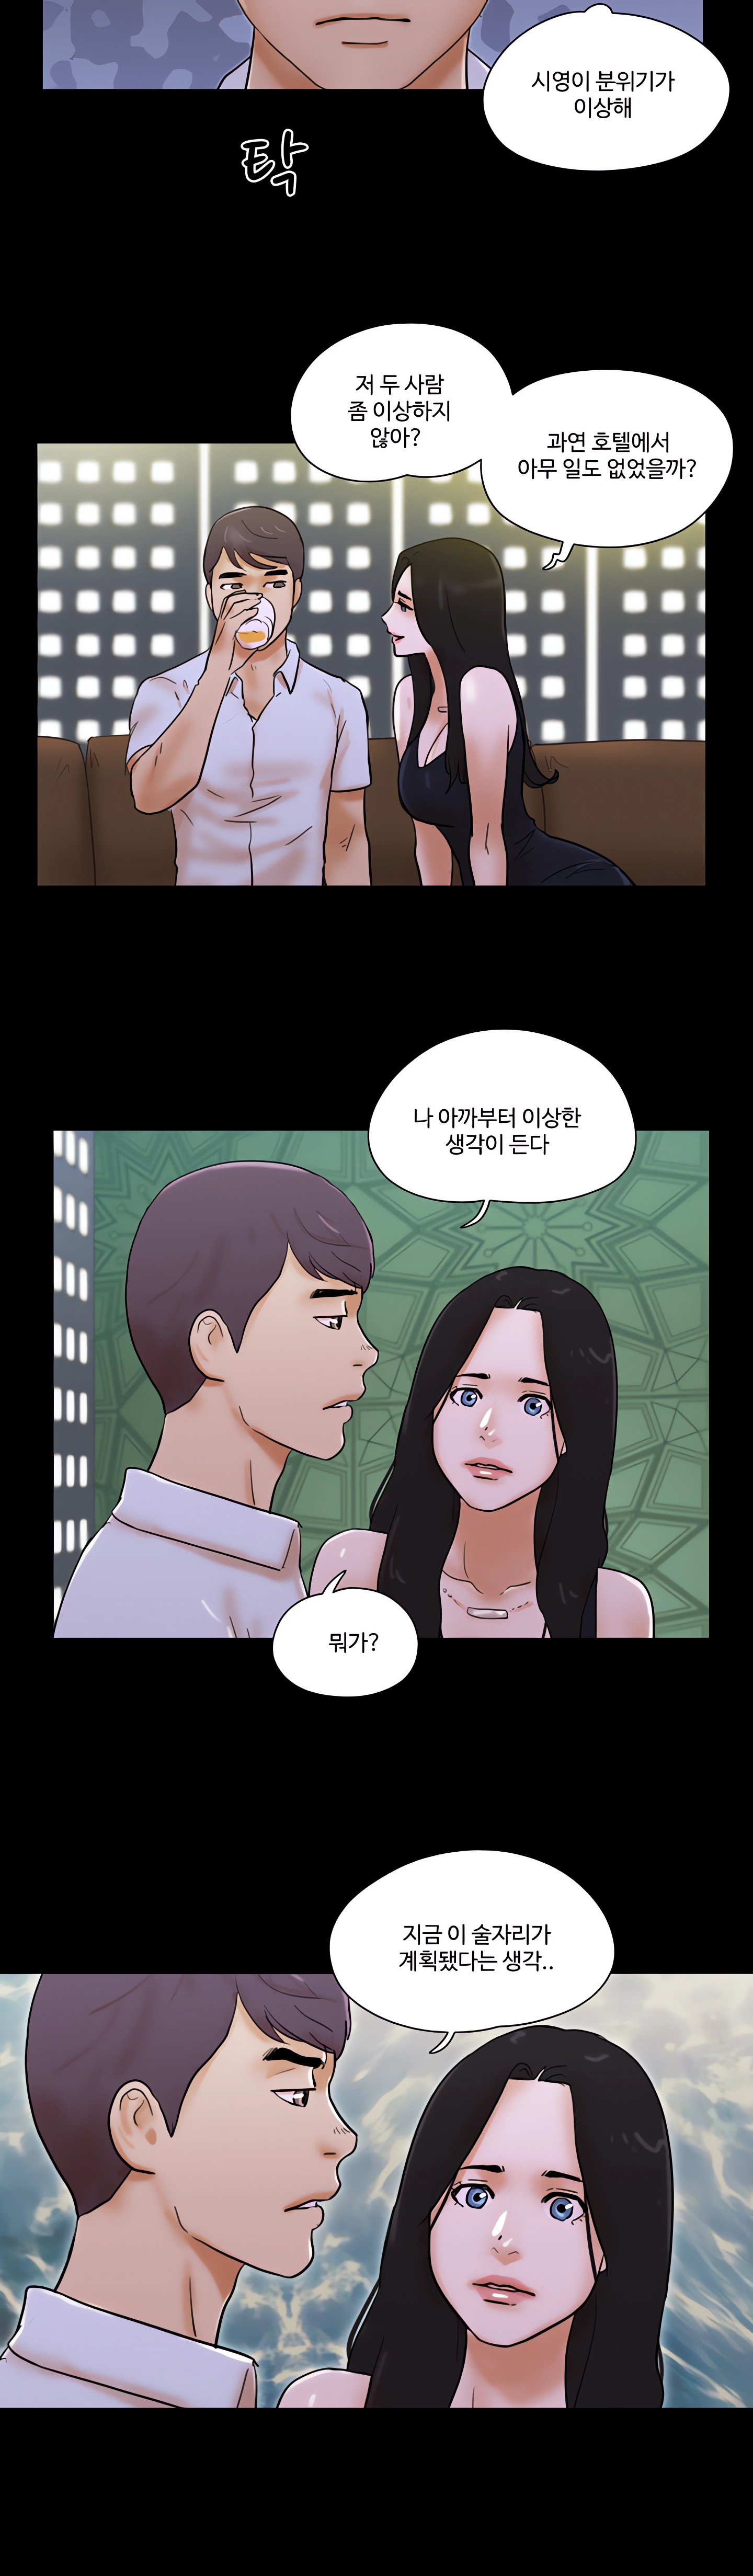 시영이 분위기가
이상해
탁
저 두 사람
좀 이상하지
않아?
과연 호텔에서
아무 일도 없었을까?
나 아까부터 이상한
생각이 든다
뭐가?
지금 이 술자리가
계획됐다는 생각..